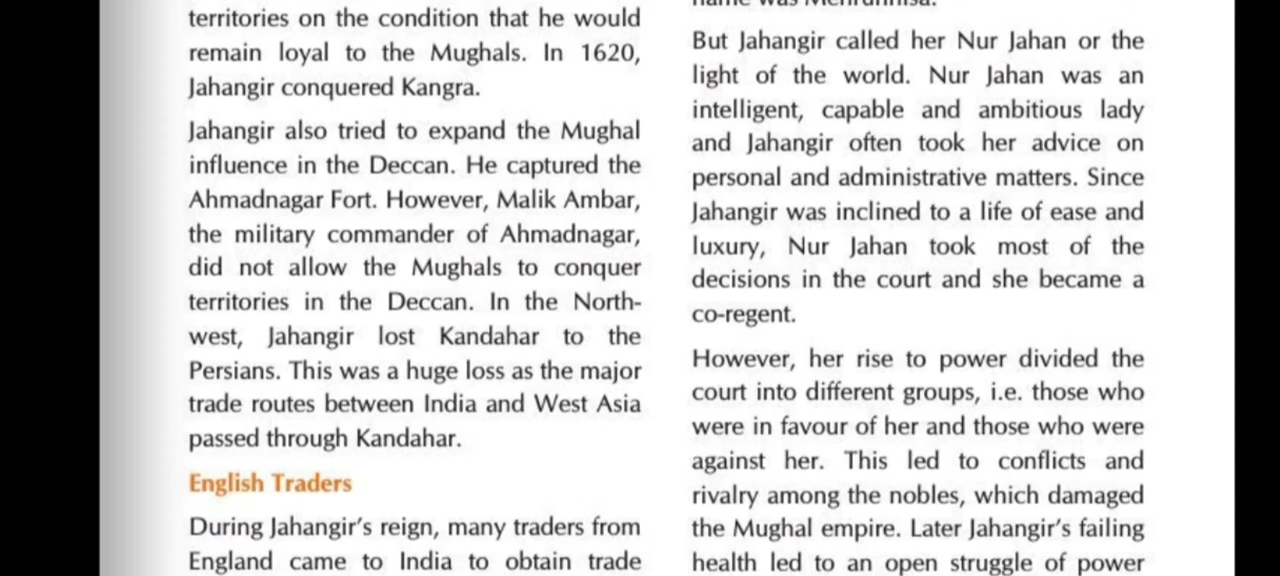 territories on the condition that he would
remain loyal to the Mughals. In 1620,
Jahangir conquered Kangra.
Jahangir also tried to expand the Mughal
influence in the Deccan. He captured the
Ahmadnagar Fort. However, Malik Ambar,
the military commander of Ahmadnagar,
did not allow the Mughals to conquer
territories in the Deccan. In the North-
west, Jahangir lost Kandahar to the
Persians. This was a huge loss as the major
trade routes between India and West Asia
passed through Kandahar.
English Traders
During Jahangir's reign, many traders from
England came to India to obtain trade
name was Mehrunnisa.
But Jahangir called her Nur Jahan or the
light of the world. Nur Jahan was an
intelligent, capable and ambitious lady
and Jahangir often took her advice on
personal and administrative matters. Since
Jahangir was inclined to a life of ease and
luxury, Nur Jahan took most of the
decisions in the court and she became a
co-regent.
However, her rise to power divided the
court into different groups, i.e. those who
were in favour of her and those who were
against her. This led to conflicts and
rivalry among the nobles, which damaged
the Mughal empire. Later Jahangir's failing
health led to an open struggle of power